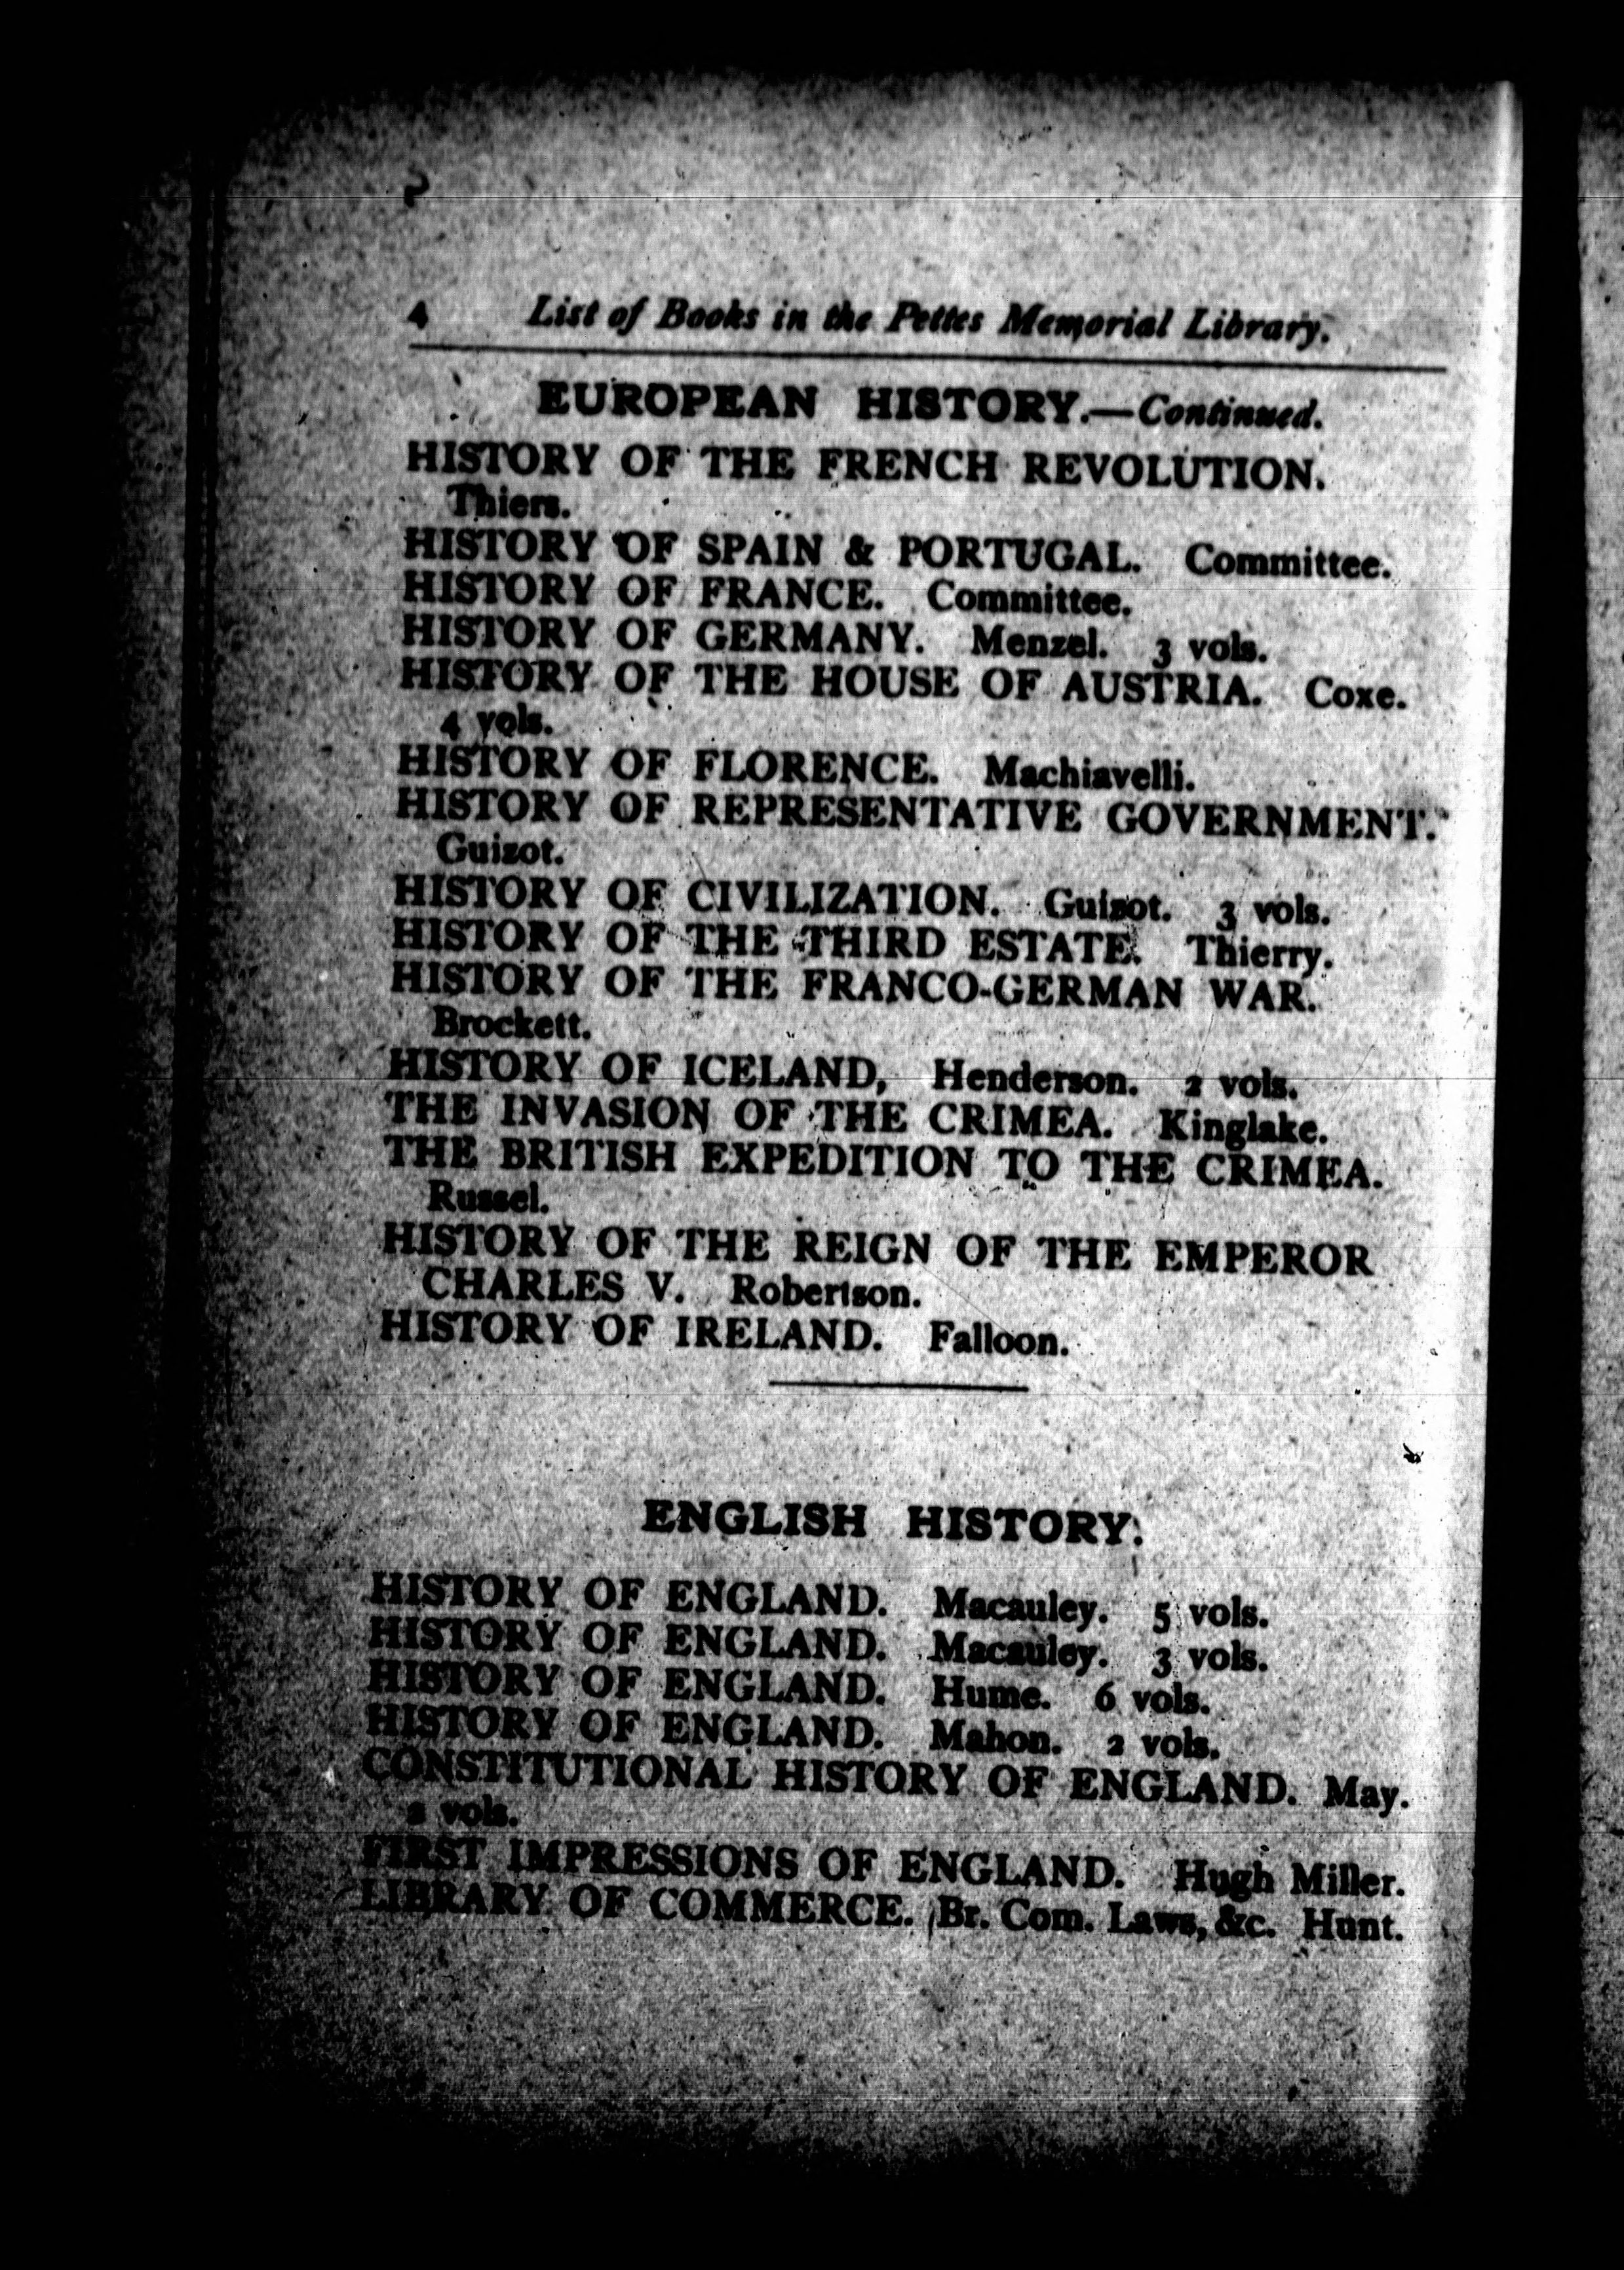 4 List of Books in the Pettes Memorial Library.
EUROPEAN HISTORY.—Continued.
HISTORY OF THE FRENCH REVOLUTION.
Thiers.
HISTORY OF SPAIN & PORTUGAL. Committee.
HISTORY OF FRANCE. Committee.
HISTORY OF GERMANY. Menzel. 3 vols.
HISTORY OF THE HOUSE OF AUSTRIA. Coxe.
4 vols.
HISTORY OF FLORENCE. Machiavelli.
HISTORY OF REPRESENTATIVE GOVERNMENT.
Guizot.
HISTORY OF CIVILIZATION. Guizot. 3 vols.
HISTORY OF THE THIRD ESTATE. Thierry.
HISTORY OF THE FRANCO-GERMAN WAR.
Brockett.
HISTORY OF ICELAND, Henderson. 2 vols.
THE INVASION OF THE CRIMEA. Kinglake.
THE BRITISH EXPEDITION TO THE CRIMEA.
Russel.
HISTORY OF THE REIGN OF THE EMPEROR
CHARLES V. Robertson.
HISTORY OF IRELAND. Falloon.
ENGLISH HISTORY.
HISTORY OF ENGLAND. Macauley. 5 vols.
HISTORY OF ENGLAND. Macauley. 3 vols.
HISTORY OF ENGLAND. Hume. 6 vols.
HISTORY OF ENGLAND. Mahon. 2 vols.
CONSTITUTIONAL HISTORY OF ENGLAND. May.
2 vols.
FIRST IMPRESSIONS OF ENGLAND. Hugh Miller.
LIBRARY OF COMMERCE. Br. Com. Laws, &c. Hunt.